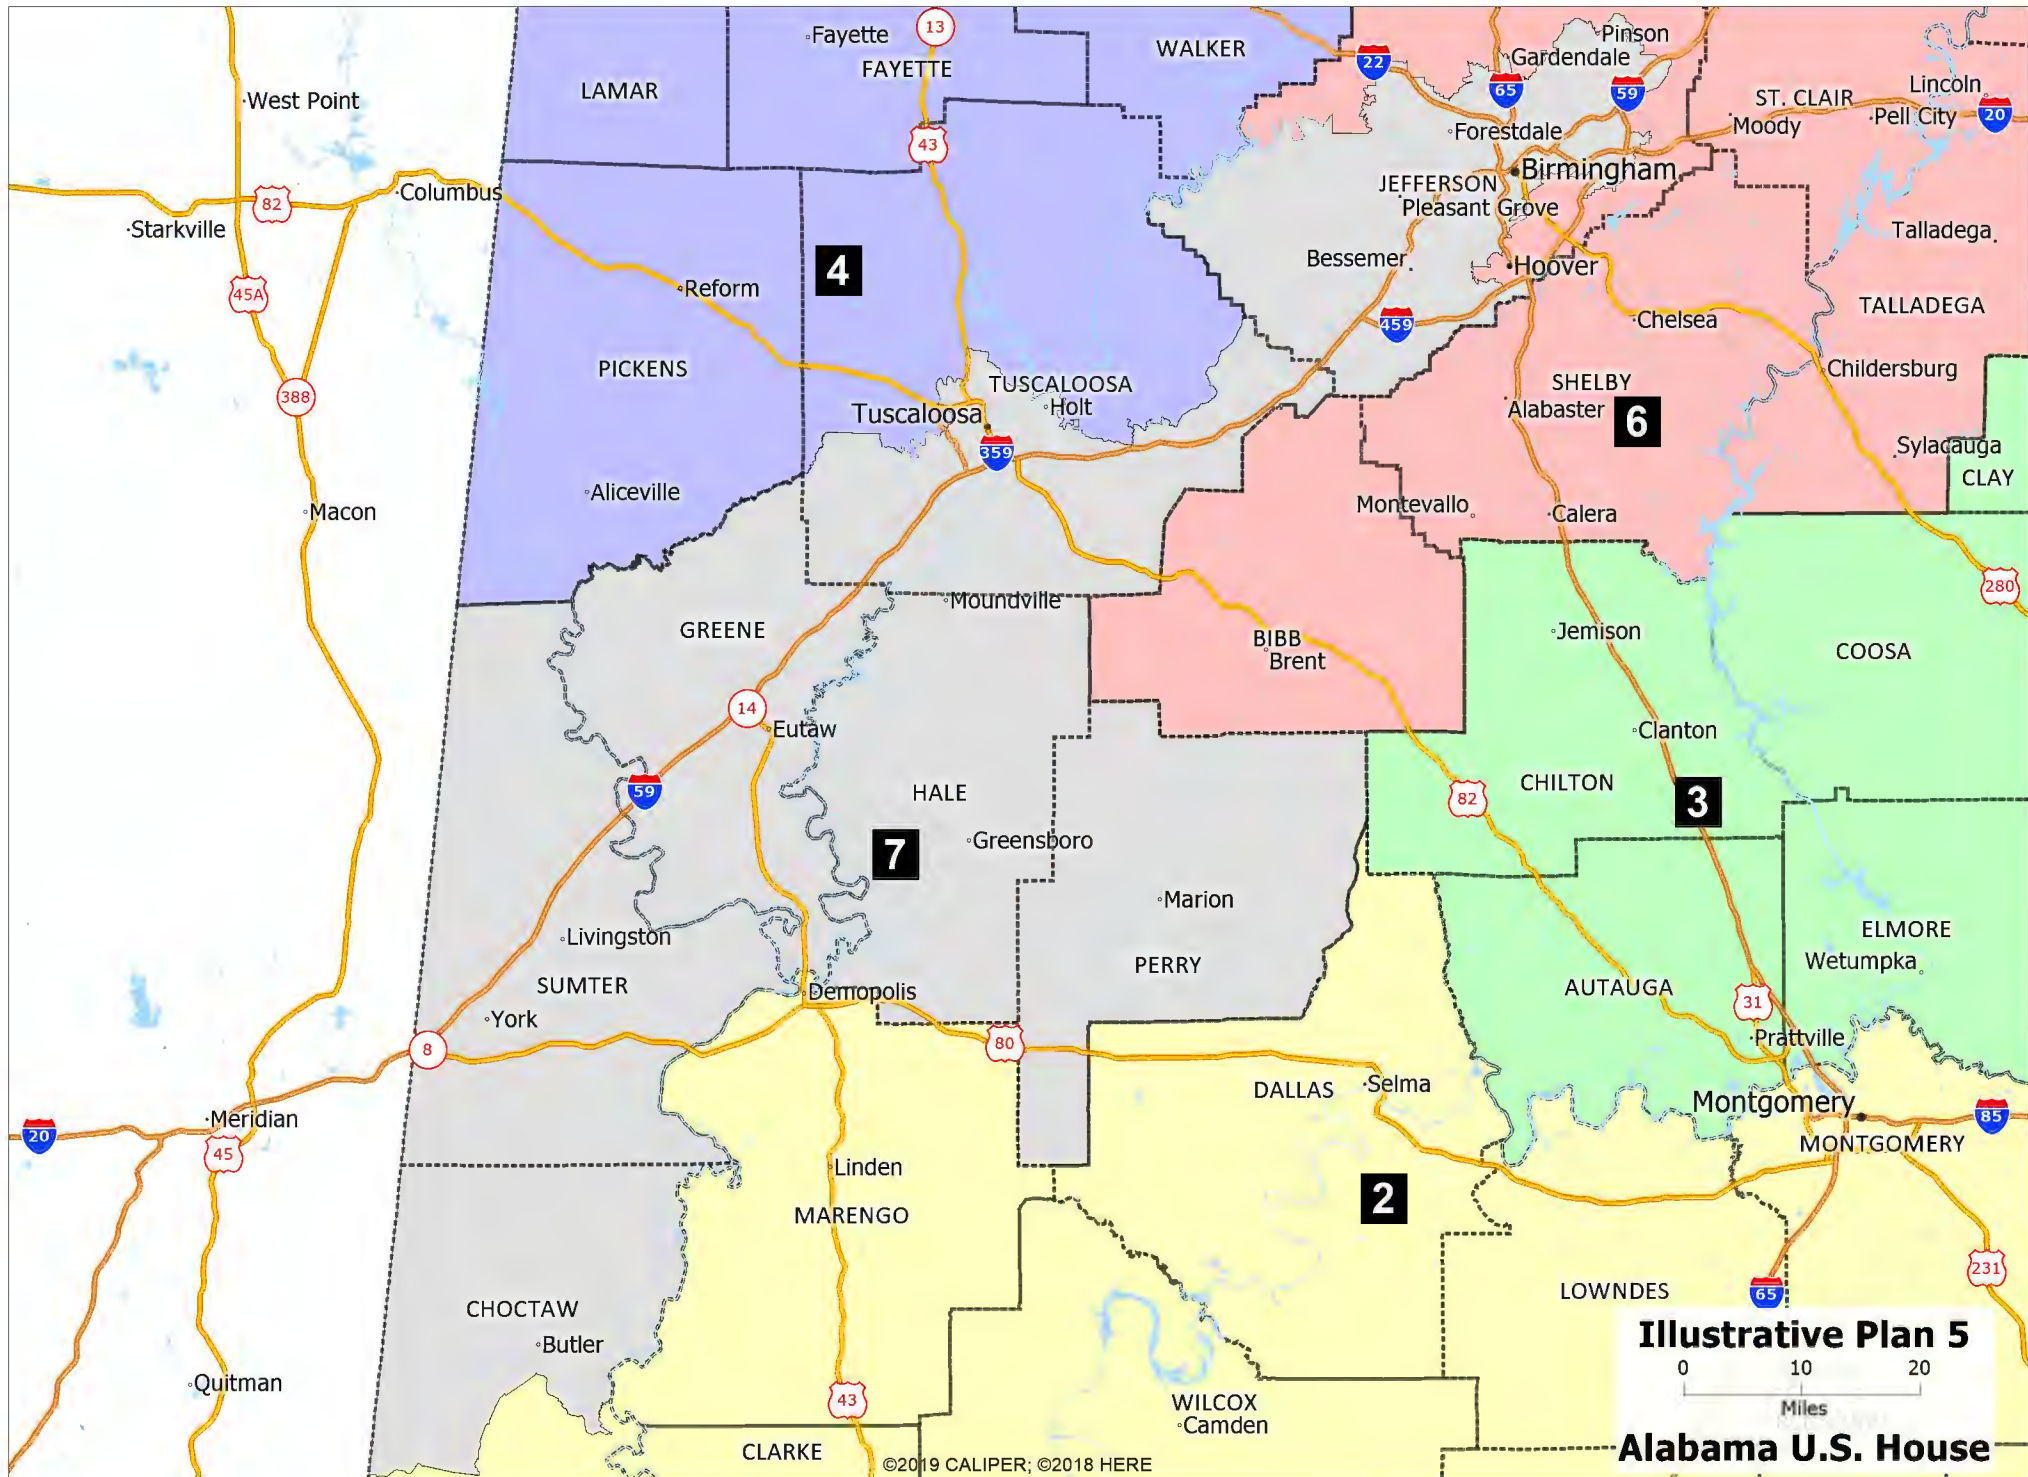 13
Fayette
FAYETTE
WALKER
Pinson
Gardendale
22
65
59
LAMAR
West Point
Lincoln
ST. CLAIR
Moody
Pell City
20
Forestdale
43
Birmingham
JEFFERSON
Pleasant Grove
Columbus
82
Starkville
Talladega
Bessemer
Hoover
4
Reform
45A
TALLADEGA
459
Chelsea
PICKENS
TUSCALOOSA
Holt
Tuscaloosa
Childersburg
SHELBY
Alabaster
6
388
359
Sylacauga
CLAY
Aliceville
Macon
Montevallo
Calera
280
Moundville
GREENE
BIBB
Brent
Jemison
COOSA
14
Eutaw
Clanton
59
HALE
CHILTON
82
3
Greensboro
7
Marion
Livingston
ELMORE
Wetumpka
PERRY
SUMTER
Demopolis
AUTAUGA
31
York
8
80
Prattville
DALLAS
Selma
Montgomery
85
Meridian
20
45
MONTGOMERY
Linden
MARENGO
2
231
CHOCTAW
LOWNDES
65
Butler
Illustrative Plan 5
0 10 20
Miles
Quitman
43
WILCOX
Camden
CLARKE
Alabama U.S. House
©2019 CALIPER; ©2018 HERE